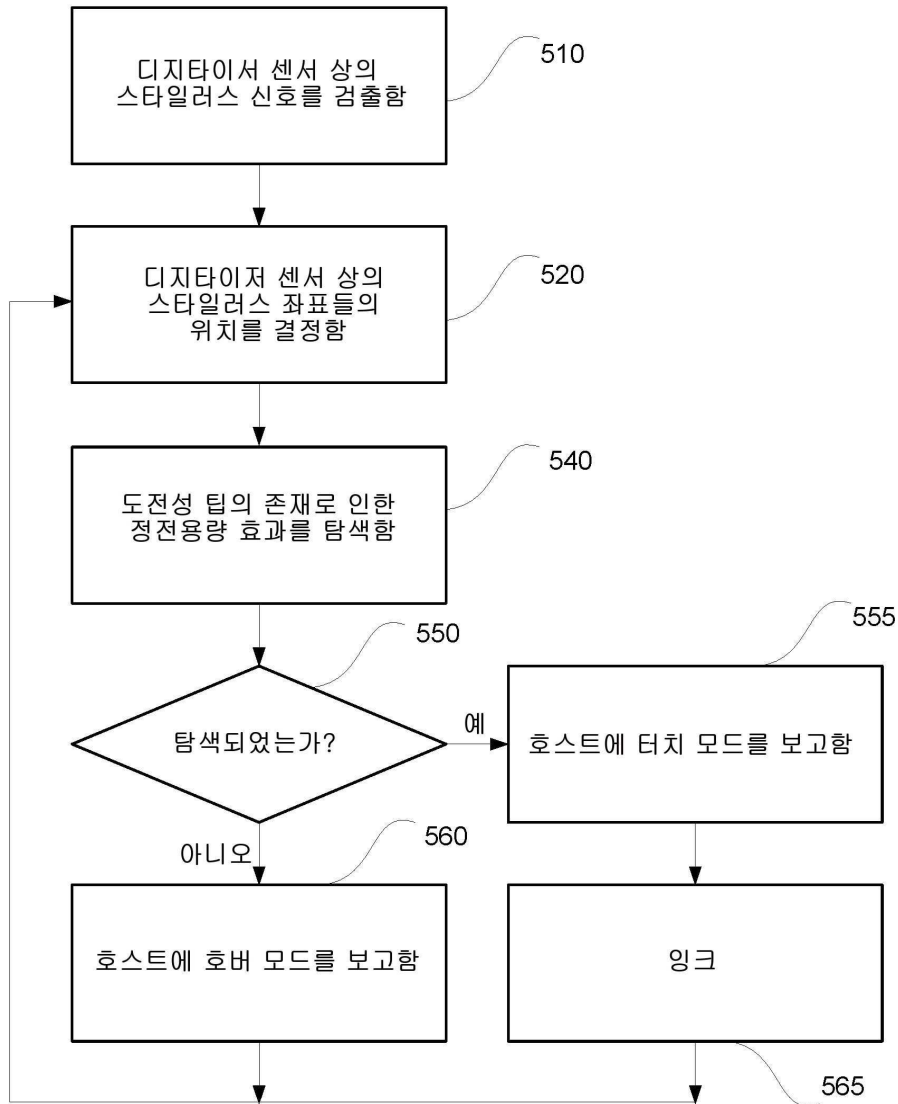 디지타이서 센서 상의
스타일러스 신호를 검출함
510
디지타이저 센서 상의
스타일러스 좌표들의
위치를 결정함
520
도전성 팁의 존재로 인한
정전용량 효과를 탐색함
540
550
탐색되었는가?
예
555
호스트에 터치 모드를 보고함
아니오
560
호스트에 호버 모드를 보고함
잉크
565